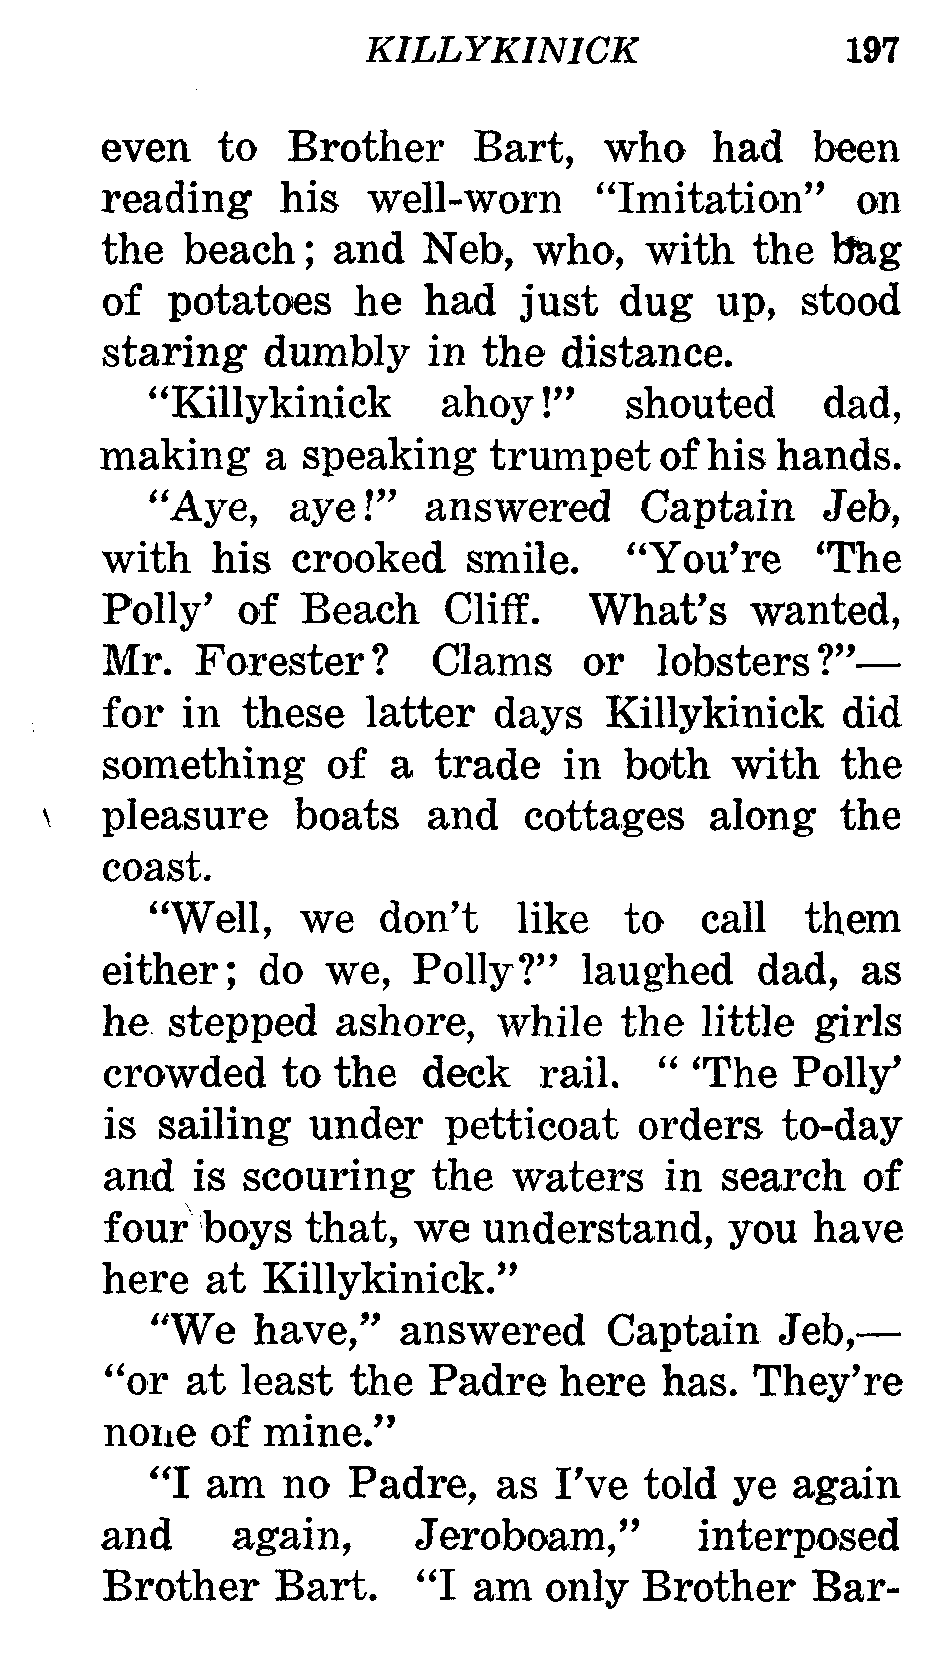 KILLYKINICK 197
even to Brother Bart, who had been
reading his well-worn “Imitation” on
the beach; and Neb, who, with the bag
of potatoes he had just dug up, stood
staring dumbly in the distance.
“Killykinick ahoy!” shouted dad,
making a speaking trumpet of his hands.
“Aye, aye!” answered Captain Jeb,
with his crooked smile. “You’re ‘The
Polly’ of Beach Cliff. What’s wanted,
Mr. Forester? Clams or lobsters?”—
for in these latter days Killykinick did
something of a trade in both with the
pleasure boats and cottages along the
coast.
“Well, we don’t like to call them
either; do we, Polly?” laughed dad, as
he stepped ashore, while the little girls
crowded to the deck rail. “ ‘The Polly’
is sailing under petticoat orders to-day
and is scouring the waters in search of
four boys that, we understand, you have
here at Killykinick.”
“We have,” answered Captain Jeb,—
“or at least the Padre here has. They’re
none of mine.”
“I am no Padre, as I’ve told ye again
and again, Jeroboam,” interposed
Brother Bart. “I am only Brother Bar-